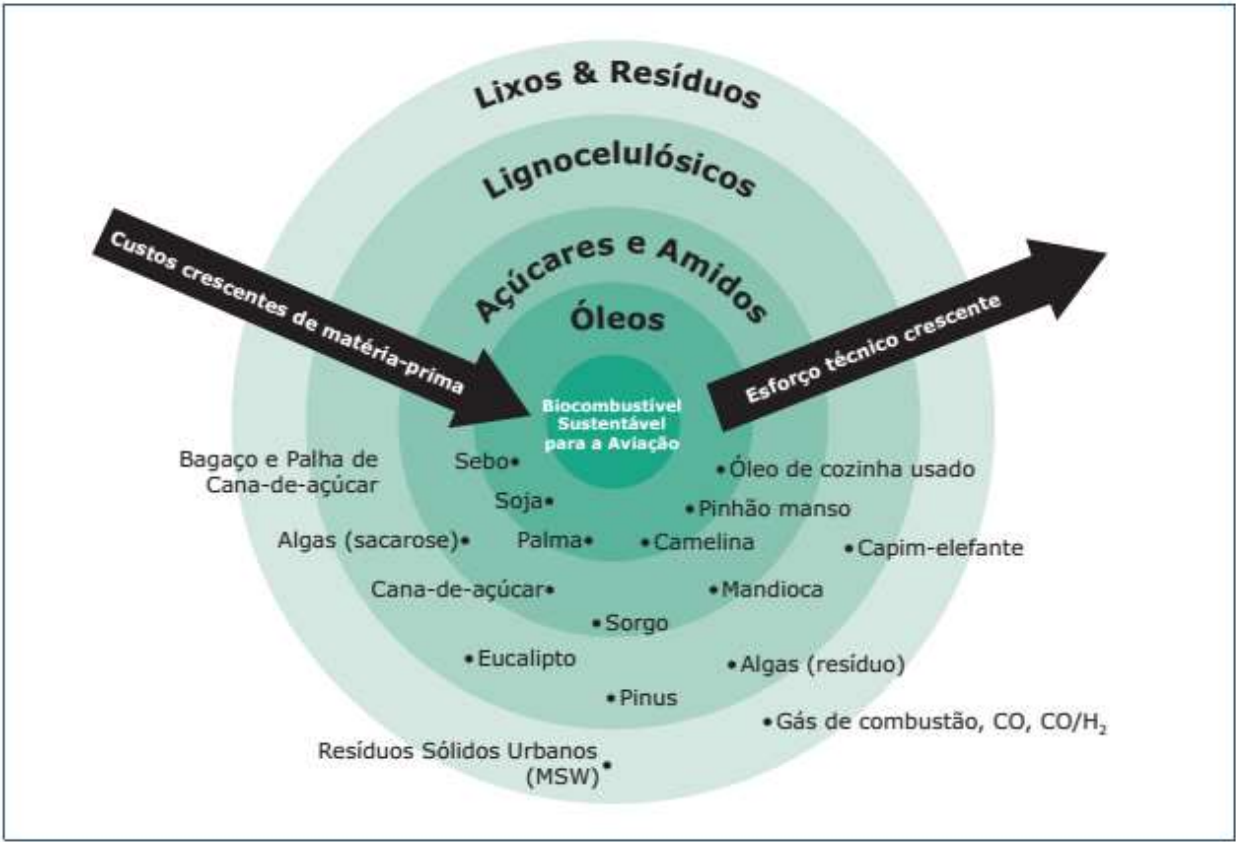 Lixos & Resíduos
Lignocelulósicos
Açúcares e Amidos
Óleos
Custos crescentes de matéria-prima
Esforço técnico crescente
Biocombustível
Sustentável
para a Aviação
Bagaço e Palha de
Cana-de-açúcar
Sebo
Óleo de cozinha usado
Soja
Pinhão manso
Algas (sacarose)
Palma
Camelina
Capim-elefante
Cana-de-açúcar
Mandioca
Sorgo
Eucalipto
Algas (resíduo)
Pinus
Gás de combustão, CO, CO/H₂
Resíduos Sólidos Urbanos
(MSW)